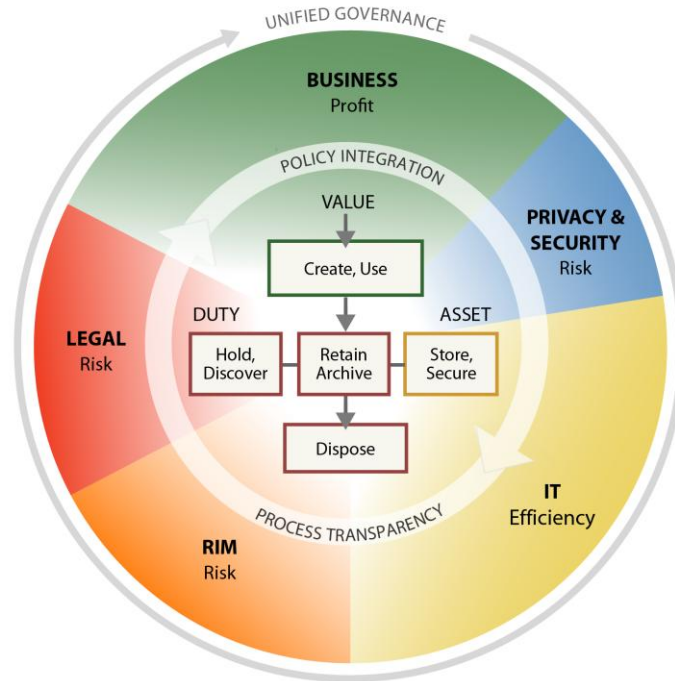 UNIFIED GOVERNANCE
BUSINESS
Profit
POLICY INTEGRATION
VALUE
PRIVACY &
SECURITY
Risk
Create, Use
DUTY
ASSET
LEGAL
Risk
Hold,
Discover
Retain
Archive
Store,
Secure
Dispose
IT
Efficiency
PROCESS TRANSPARENCY
RIM
Risk